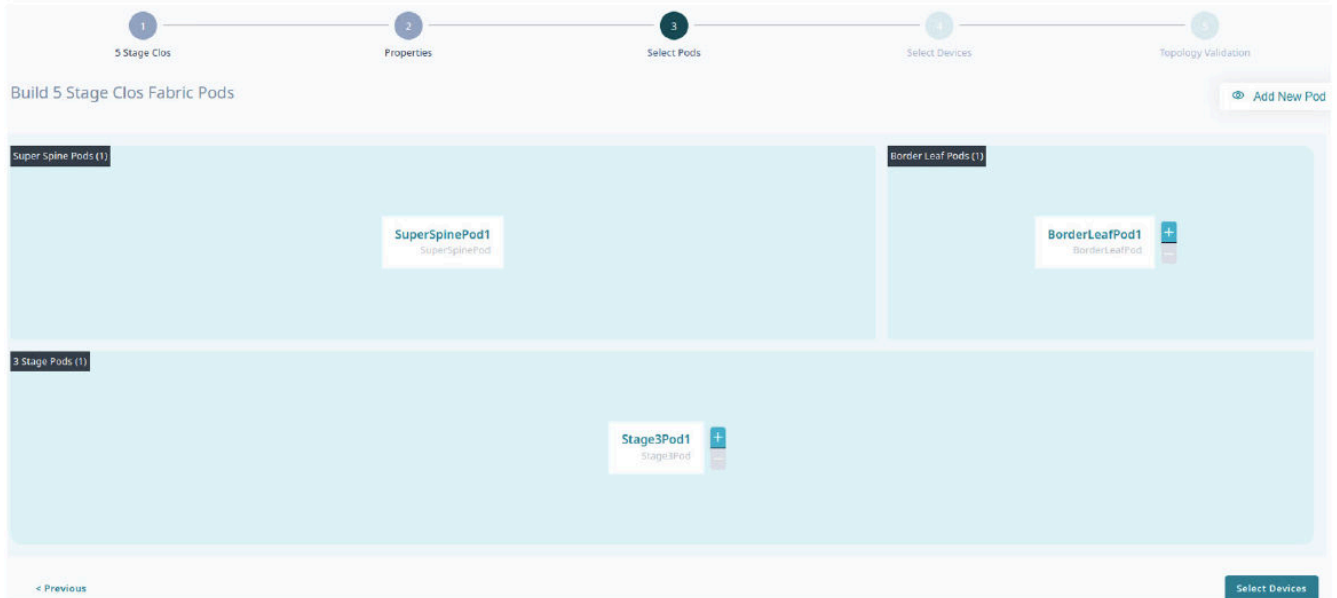 1
2
3
4
5
5 Stage Clos
Properties
Select Pods
Select Devices
Topology Validation
Build 5 Stage Clos Fabric Pods
Add New Pod
Super Spine Pods (1)
Border Leaf Pods (1)
SuperSpinePod1
SuperSpinePod
BorderLeafPod1
BorderLeafPod
+
−
3 Stage Pods (1)
Stage3Pod1
Stage3Pod
+
−
< Previous
Select Devices